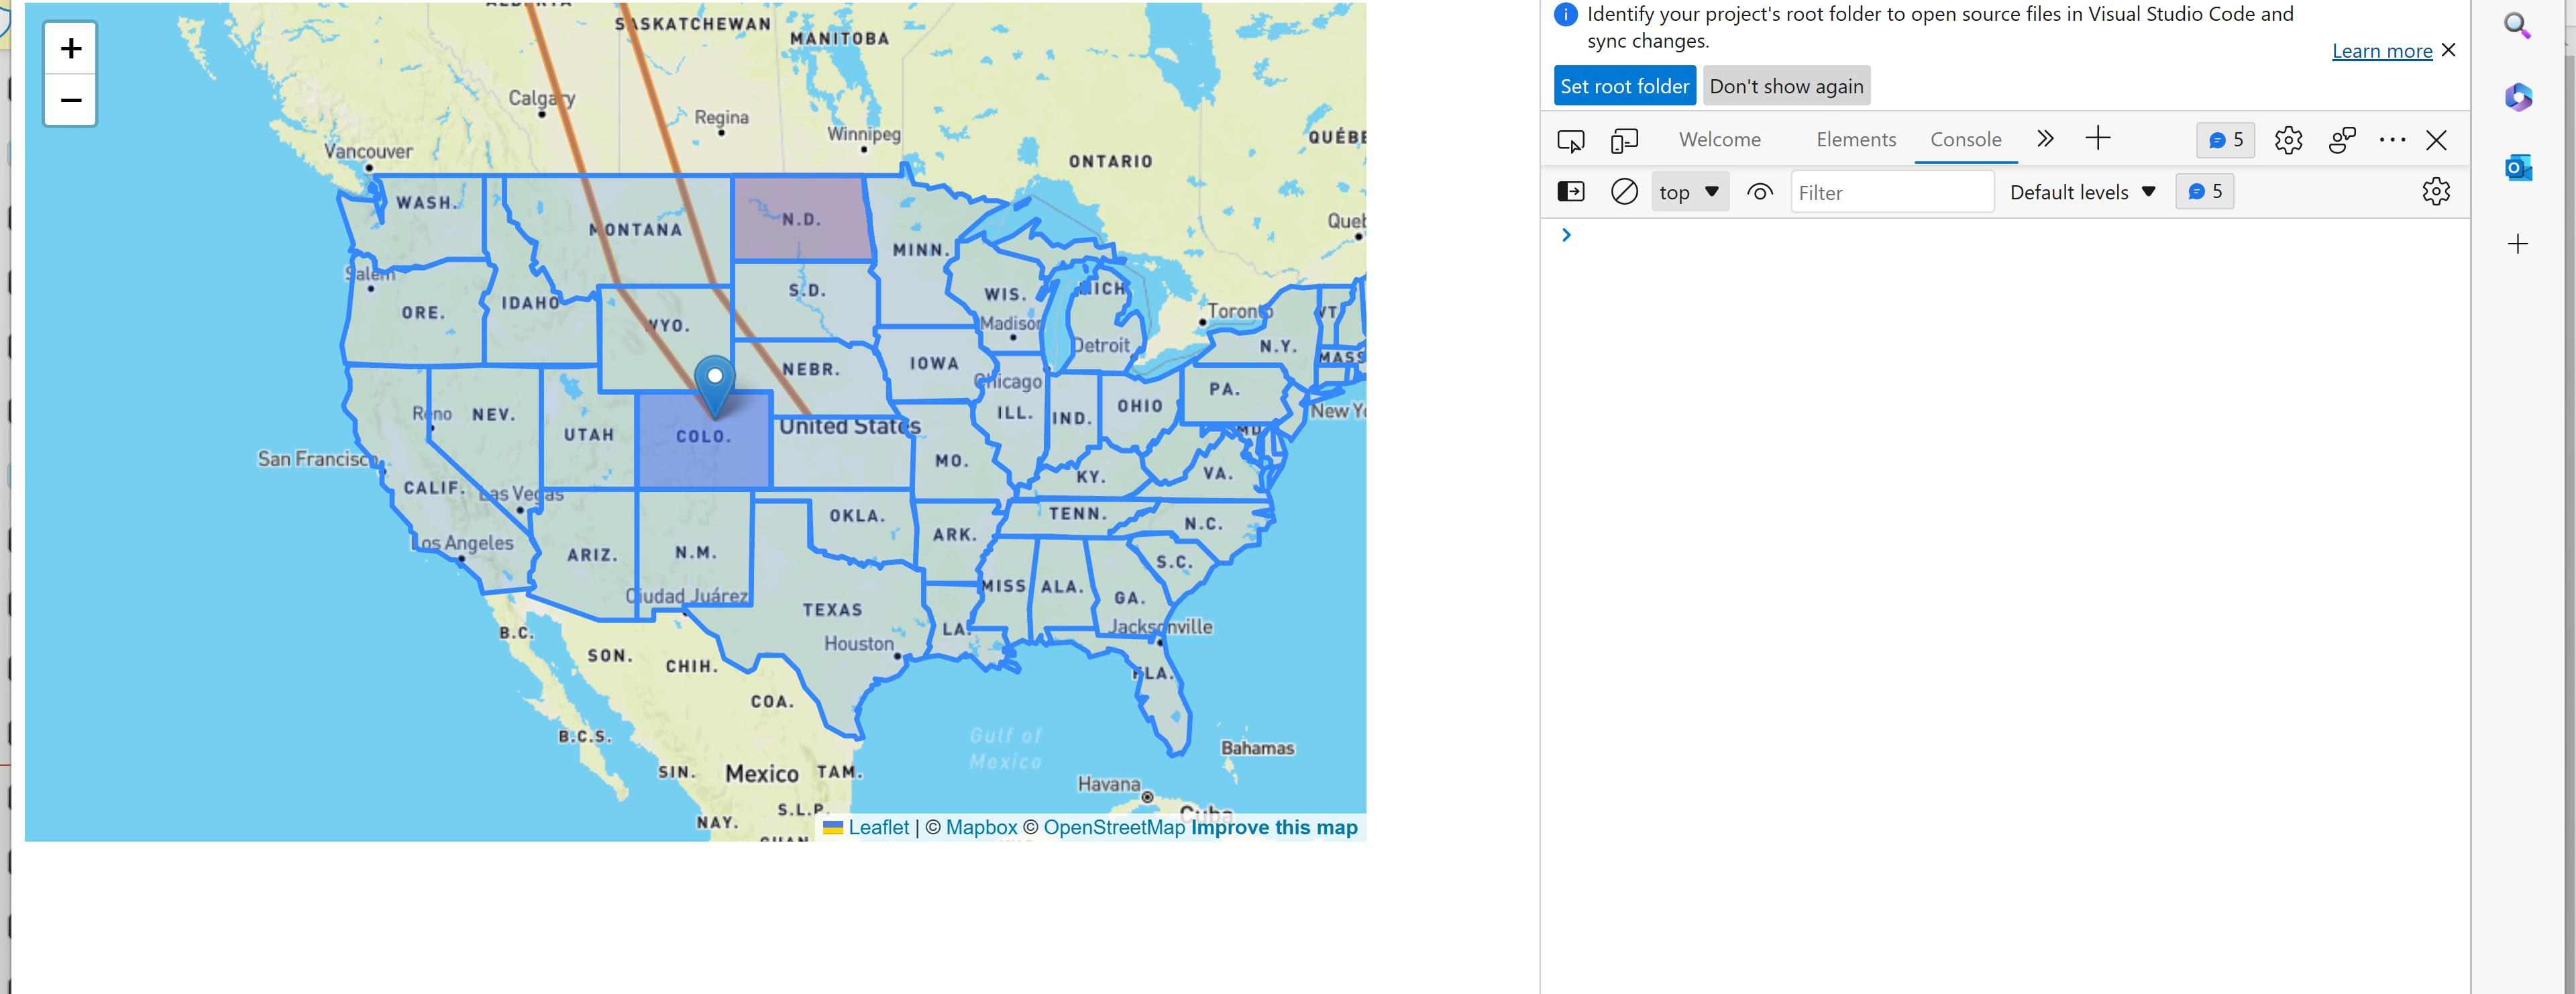 ALBERTA
SASKATCHEWAN
MANITOBA
+
−
Calgary
Regina
Winnipeg
QUÉBE
ONTARIO
Vancouver
WASH.
MONTANA
N.D.
MINN.
Queb
Salem
ORE.
IDAHO
S.D.
WIS.
MICH
WYO.
Madison
Toronto
VT
NEBR.
IOWA
Detroit
N.Y.
MASS
Chicago
PA.
Reno
NEV.
UTAH
COLO.
United States
ILL.
IND.
OHIO
New Yo
MD.
San Francisco
CALIF.
Las Vegas
MO.
KY.
VA.
Los Angeles
ARIZ.
N.M.
OKLA.
ARK.
TENN.
N.C.
S.C.
Ciudad Juárez
TEXAS
MISS
ALA.
GA.
Houston
LA.
Jacksonville
B.C.
SON.
CHIH.
FLA.
COA.
B.C.S.
Gulf of
Mexico
Bahamas
SIN.
Mexico
TAM.
Havana
Cuba
S.L.P.
NAY.
Leaflet | © Mapbox © OpenStreetMap Improve this map
Identify your project's root folder to open source files in Visual Studio Code and
sync changes.
Learn more
Set root folder
Don't show again
Welcome
Elements
Console
5
top
Filter
Default levels
5